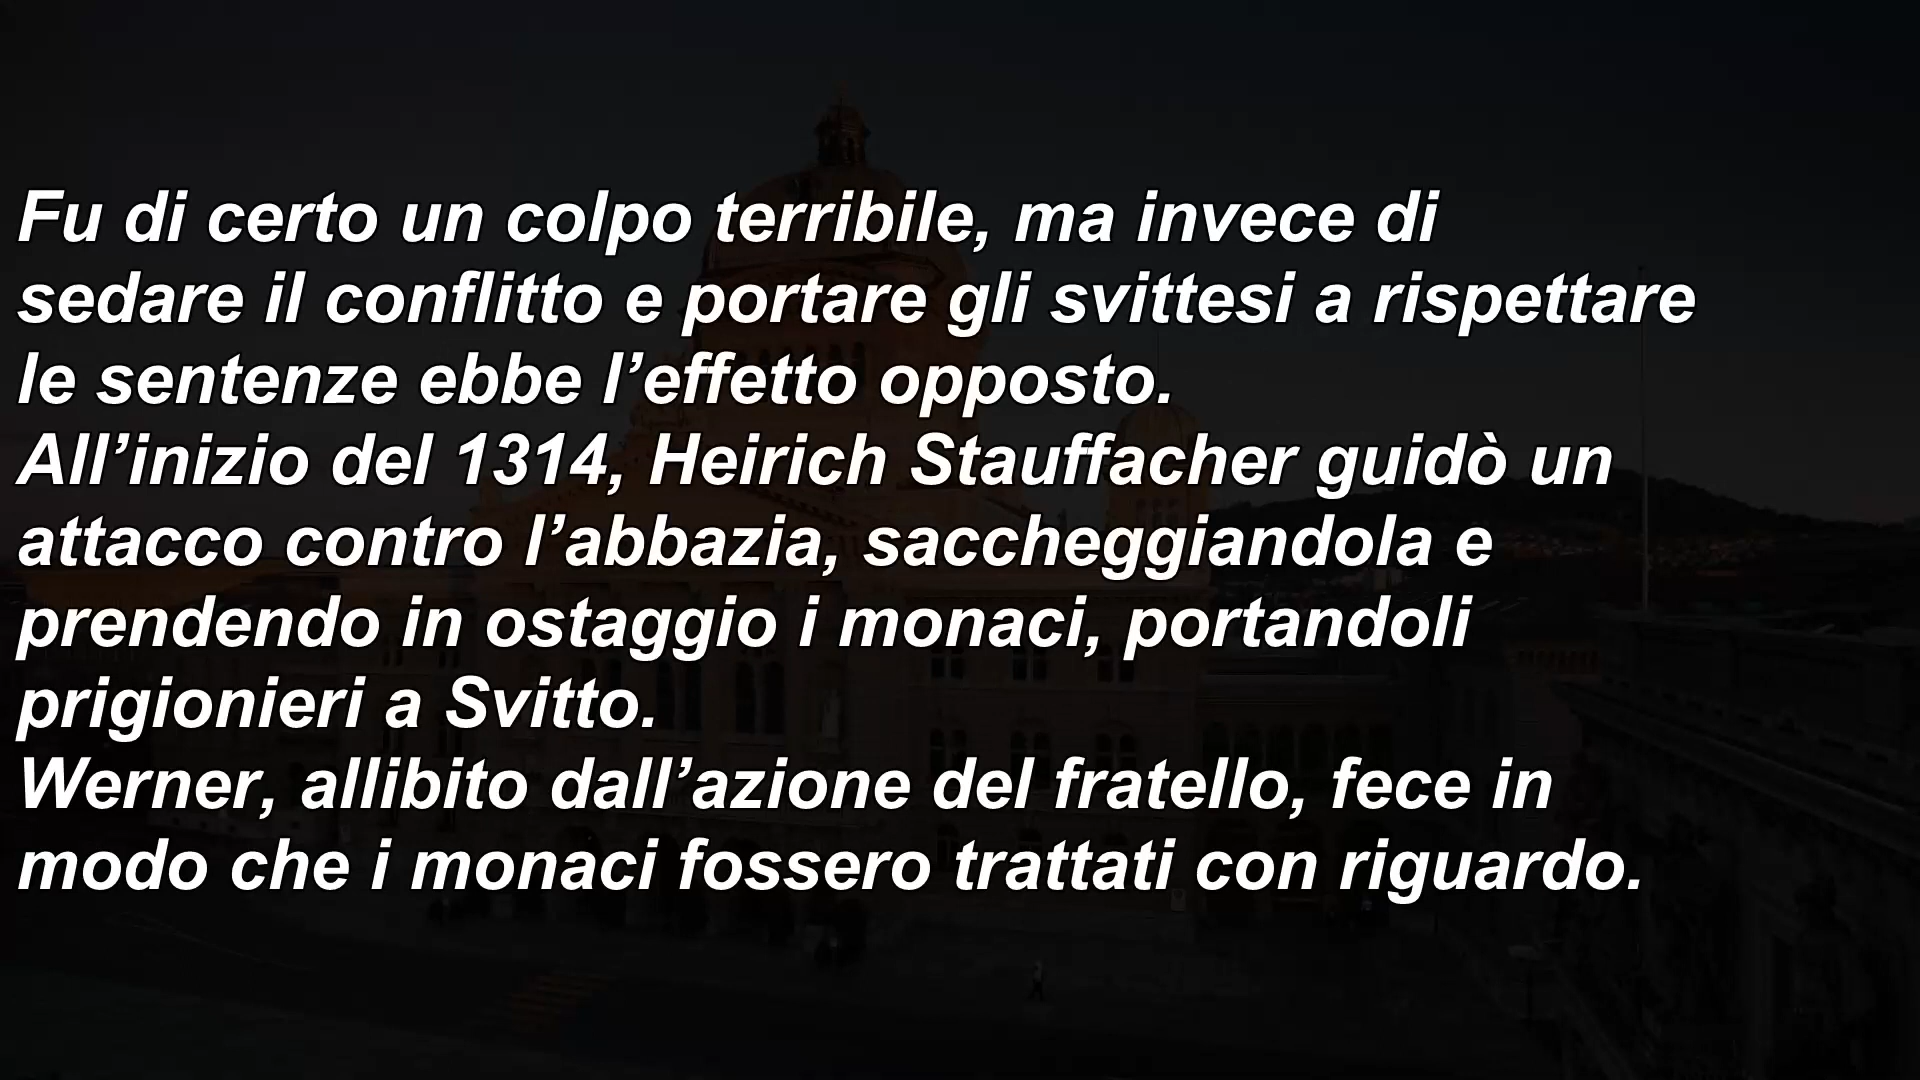 Fu di certo un colpo terribile, ma invece di
sedare il conflitto e portare gli svittesi a rispettare
le sentenze ebbe l’effetto opposto.
All’inizio del 1314, Heirich Stauffacher guidò un
attacco contro l’abbazia, saccheggiandola e
prendendo in ostaggio i monaci, portandoli
prigionieri a Svitto.
Werner, allibito dall’azione del fratello, fece in
modo che i monaci fossero trattati con riguardo.